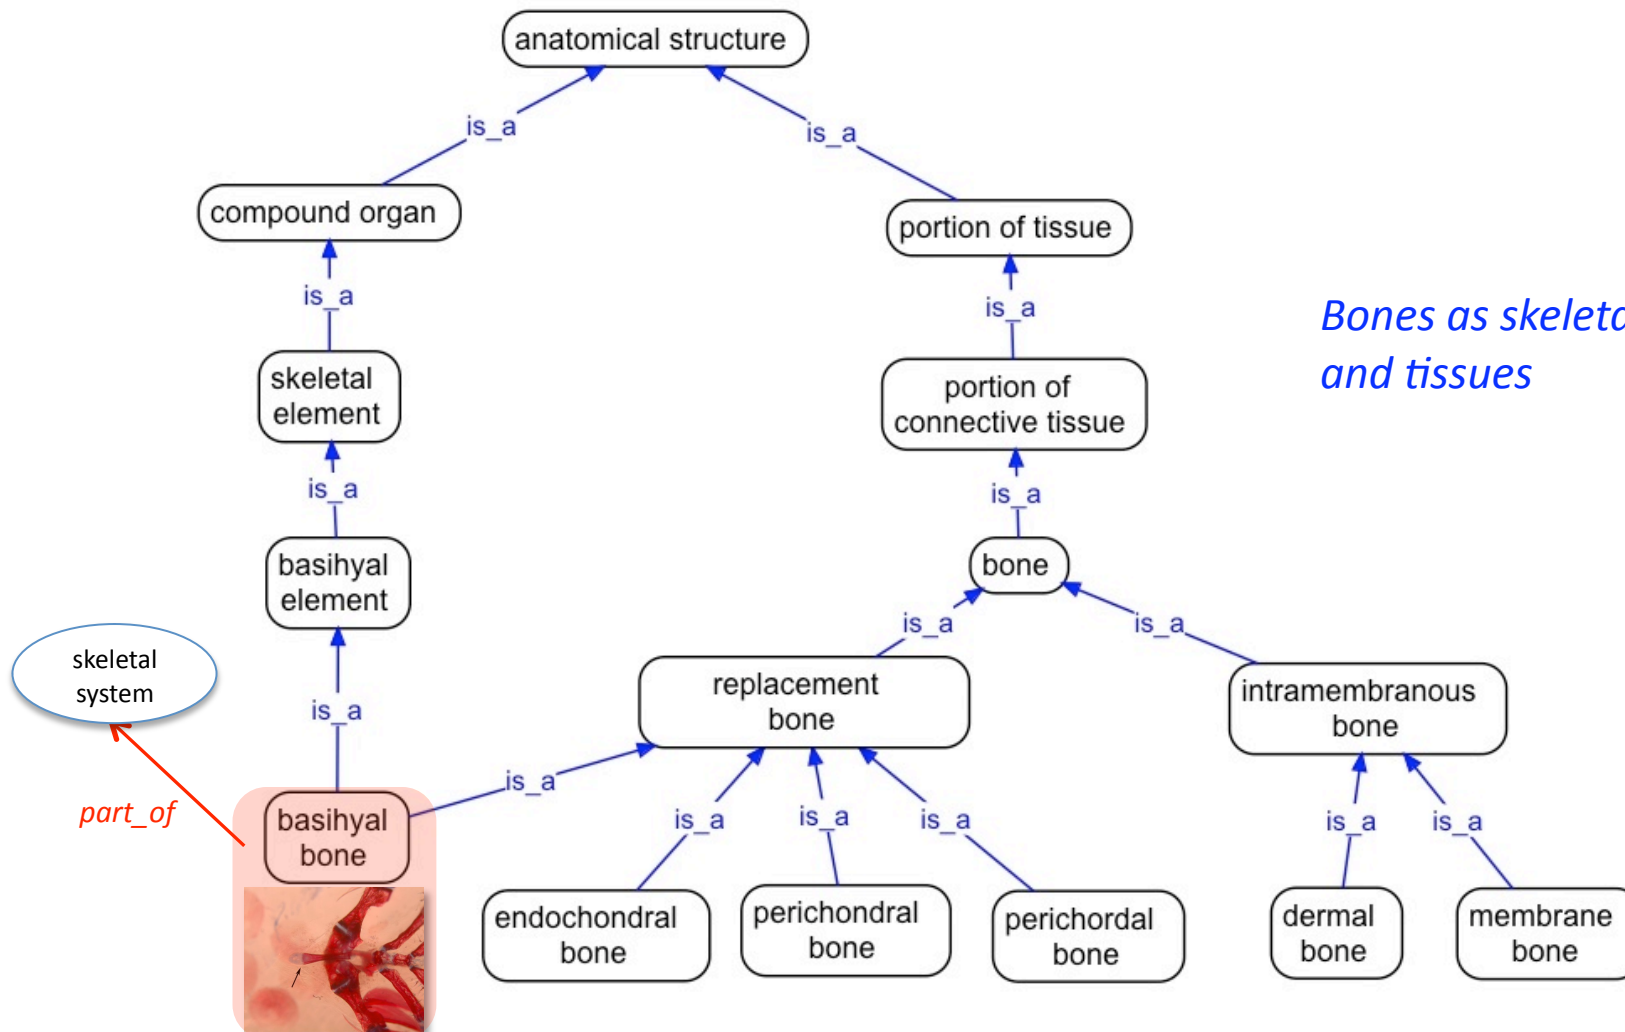 anatomical structure
is_a
is_a
compound organ
portion of tissue
is_a
is_a
Bones as
and tissues
skeletal
element
portion of
connective tissue
is_a
is_a
basihyal
element
bone
is_a
is_a
skeletal
system
replacement
bone
intramembranous
bone
is_a
is_a
part_of
basihyal
bone
is_a
is_a
is_a
is_a
is_a
endochondral
bone
perichondral
bone
perichordal
bone
dermal
bone
membrane
bone